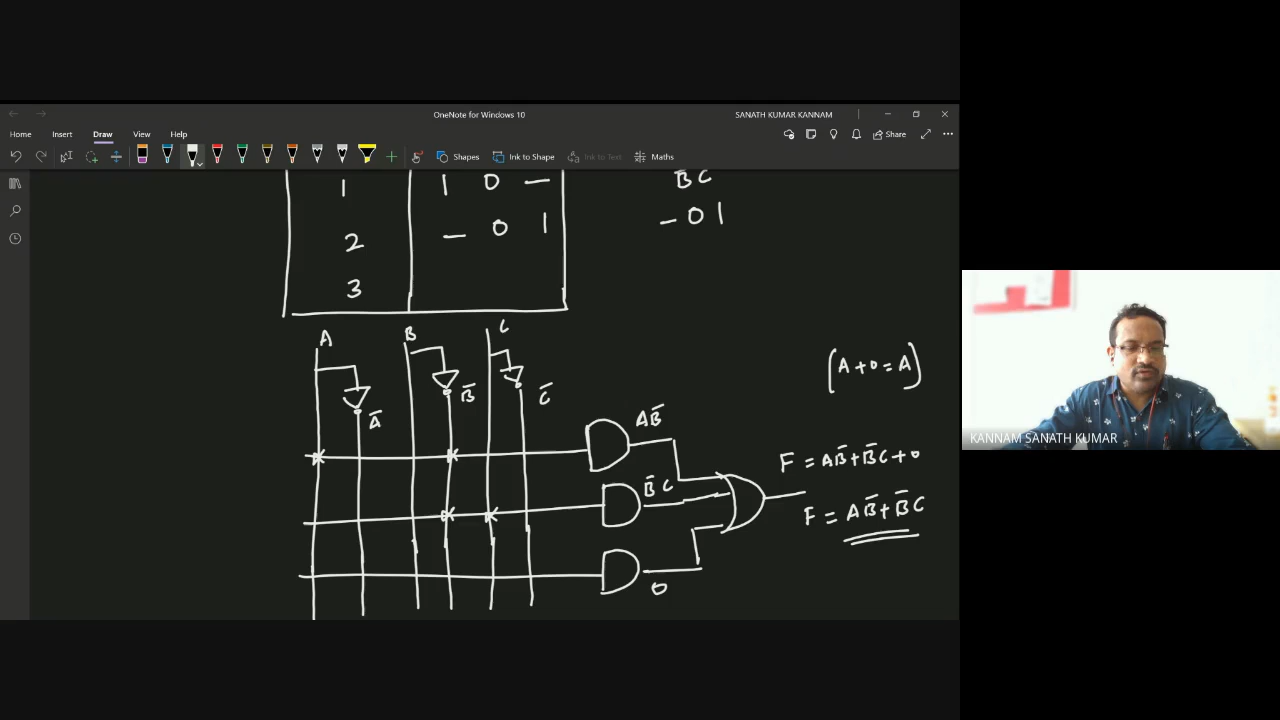 OneNote for Windows 10
SANATH KUMAR KANNAM
Home Insert Draw View Help
Share
Shapes Ink to Shape Ink to Text Maths
1 1 0 —
B̅C
2 — 0 1
— 0 1
3
A B C
A̅ B̅ C̅
(A + 0 = A)
AB̅
F = AB̅ + B̅C + 0
B̅C
F = AB̅ + B̅C
0
KANNAM SANATH KUMAR